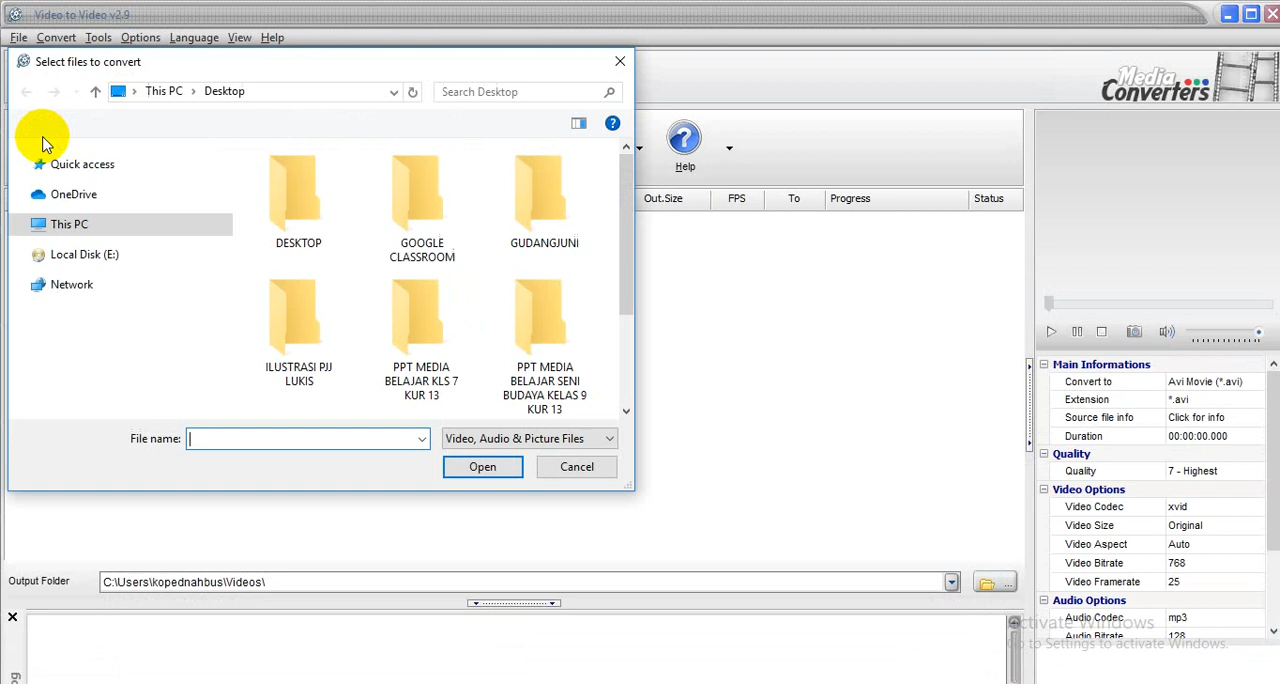 Video to Video v2.9
File Convert Tools Options Language View Help
Select files to convert
This PC > Desktop
Search Desktop
Media
Converters
Quick access
OneDrive
This PC
Local Disk (E:)
Network
DESKTOP
GOOGLE
CLASSROOM
GUDANGJUNI
ILUSTRASI PJJ
LUKIS
PPT MEDIA
BELAJAR KLS 7
KUR 13
PPT MEDIA
BELAJAR SENI
BUDAYA KELAS 9
KUR 13
File name:
Video, Audio & Picture Files
Open
Cancel
Help
Out.Size FPS To Progress Status
Main Informations
Convert to Avi Movie (*.avi)
Extension *.avi
Source file info Click for info
Duration 00:00:00.000
Quality
Quality 7 - Highest
Video Options
Video Codec xvid
Video Size Original
Video Aspect Auto
Video Bitrate 768
Video Framerate 25
Audio Options
Audio Codec mp3
Audio Bitrate 128
Output Folder
C:\Users\kopednahbus\Videos\
Activate Windows
Go to Settings to activate Windows.